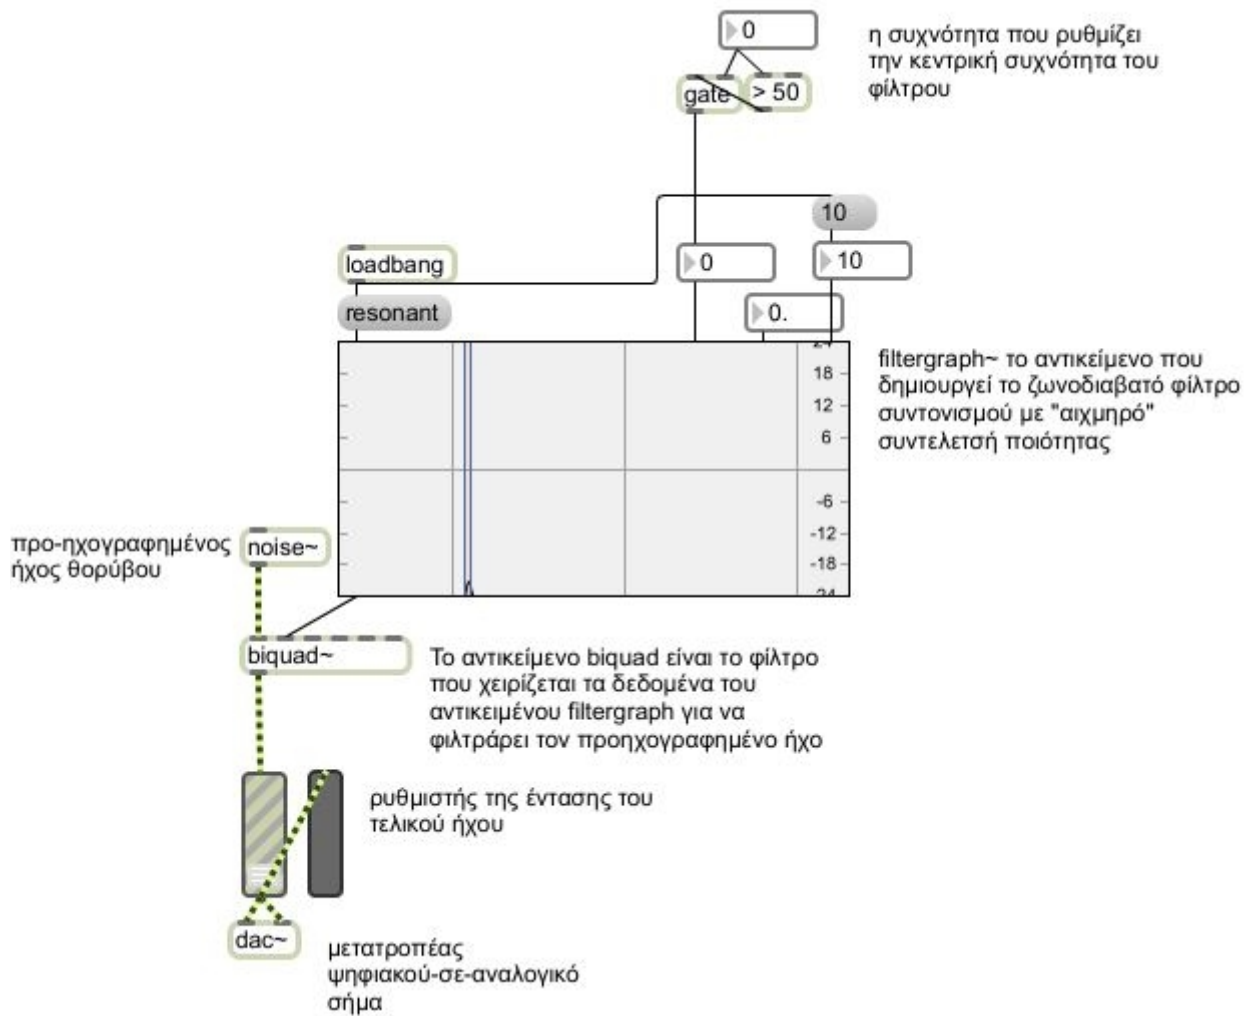 0
η συχνότητα που ρυθμίζει
την κεντρική συχνότητα του
φίλτρου
gate
> 50
10
loadbang
0
10
resonant
0.
24
18
12
6
-6
-12
-18
24
filtergraph~ το αντικείμενο που
δημιουργεί το ζωνοδιαβατό φίλτρο
συντονισμού με "αιχμηρό"
συντελετσή ποιότητας
προ-ηχογραφημένος
ήχος θορύβου
noise~
biquad~
Το αντικείμενο biquad είναι το φίλτρο
που χειρίζεται τα δεδομένα του
αντικειμένου filtergraph για να
φιλτράρει τον προηχογραφημένο ήχο
ρυθμιστής της έντασης του
τελικού ήχου
dac~
μετατροπέας
ψηφιακού-σε-αναλογικό
σήμα